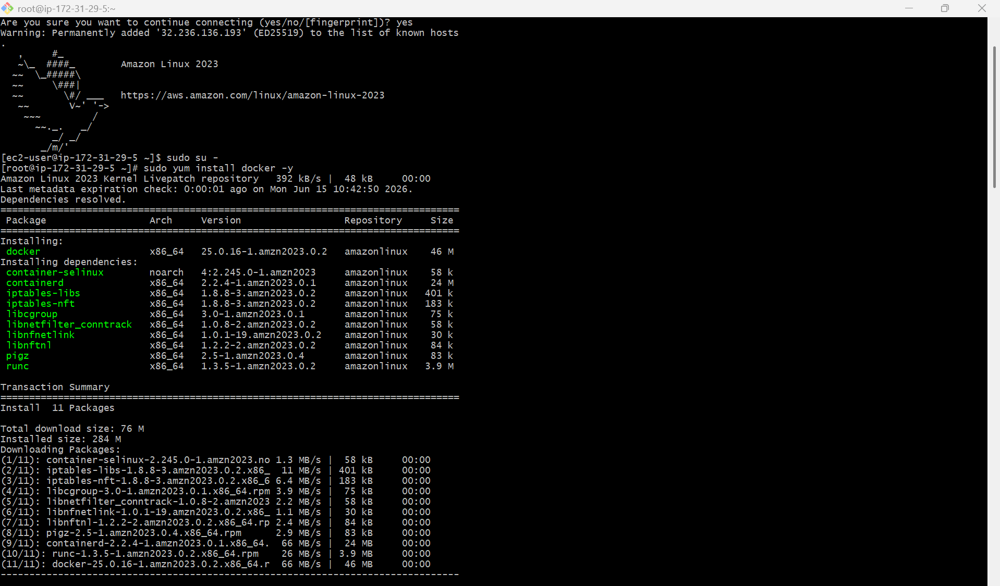 root@ip-172-31-29-5:~
Are you sure you want to continue connecting (yes/no/[fingerprint])? yes
Warning: Permanently added '32.236.136.193' (ED25519) to the list of known hosts
.
   ,     #_
   ~\_  ####_        Amazon Linux 2023
  ~~  \_#####\
  ~~     \###|
  ~~       \#/ ___   https://aws.amazon.com/linux/amazon-linux-2023
   ~~       V~' '->
    ~~~         /
      ~~._.   _/
         _/ _/
       _/m/'
[ec2-user@ip-172-31-29-5 ~]$ sudo su -
[root@ip-172-31-29-5 ~]# sudo yum install docker -y
Amazon Linux 2023 Kernel Livepatch repository   392 kB/s |  48 kB     00:00
Last metadata expiration check: 0:00:01 ago on Mon Jun 15 10:42:50 2026.
Dependencies resolved.
================================================================================
 Package                  Arch     Version                  Repository     Size
================================================================================
Installing:
 docker                   x86_64   25.0.16-1.amzn2023.0.2   amazonlinux    46 M
Installing dependencies:
 container-selinux        noarch   4:2.245.0-1.amzn2023     amazonlinux    58 k
 containerd               x86_64   2.2.4-1.amzn2023.0.1     amazonlinux    24 M
 iptables-libs            x86_64   1.8.8-3.amzn2023.0.2     amazonlinux   401 k
 iptables-nft             x86_64   1.8.8-3.amzn2023.0.2     amazonlinux   183 k
 libcgroup                x86_64   3.0-1.amzn2023.0.1       amazonlinux    75 k
 libnetfilter_conntrack   x86_64   1.0.8-2.amzn2023.0.2     amazonlinux    58 k
 libnfnetlink             x86_64   1.0.1-19.amzn2023.0.2    amazonlinux    30 k
 libnftnl                 x86_64   1.2.2-2.amzn2023.0.2     amazonlinux    84 k
 pigz                     x86_64   2.5-1.amzn2023.0.4       amazonlinux    83 k
 runc                     x86_64   1.3.5-1.amzn2023.0.2     amazonlinux   3.9 M
Transaction Summary
================================================================================
Install  11 Packages
Total download size: 76 M
Installed size: 284 M
Downloading Packages:
(1/11): container-selinux-2.245.0-1.amzn2023.no 1.3 MB/s |  58 kB     00:00
(2/11): iptables-libs-1.8.8-3.amzn2023.0.2.x86_  11 MB/s | 401 kB     00:00
(3/11): iptables-nft-1.8.8-3.amzn2023.0.2.x86_6 6.4 MB/s | 183 kB     00:00
(4/11): libcgroup-3.0-1.amzn2023.0.1.x86_64.rpm 3.9 MB/s |  75 kB     00:00
(5/11): libnetfilter_conntrack-1.0.8-2.amzn2023 2.2 MB/s |  58 kB     00:00
(6/11): libnfnetlink-1.0.1-19.amzn2023.0.2.x86_ 1.1 MB/s |  30 kB     00:00
(7/11): libnftnl-1.2.2-2.amzn2023.0.2.x86_64.rp 2.4 MB/s |  84 kB     00:00
(8/11): pigz-2.5-1.amzn2023.0.4.x86_64.rpm      2.9 MB/s |  83 kB     00:00
(9/11): containerd-2.2.4-1.amzn2023.0.1.x86_64.  66 MB/s |  24 MB     00:00
(10/11): runc-1.3.5-1.amzn2023.0.2.x86_64.rpm    26 MB/s | 3.9 MB     00:00
(11/11): docker-25.0.16-1.amzn2023.0.2.x86_64.r  66 MB/s |  46 MB     00:00
--------------------------------------------------------------------------------